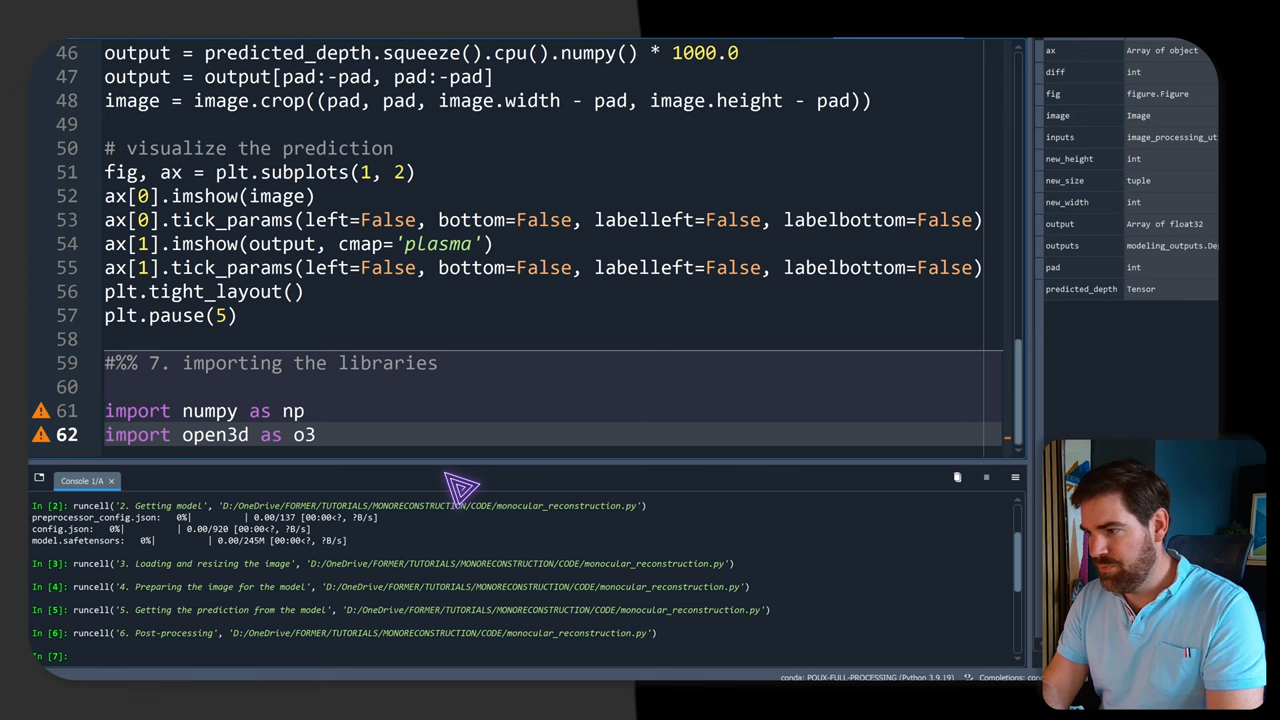 46 output = predicted_depth.squeeze().cpu().numpy() * 1000.0
47 output = output[pad:-pad, pad:-pad]
48 image = image.crop((pad, pad, image.width - pad, image.height - pad))
49
50 # visualize the prediction
51 fig, ax = plt.subplots(1, 2)
52 ax[0].imshow(image)
53 ax[0].tick_params(left=False, bottom=False, labelleft=False, labelbottom=False)
54 ax[1].imshow(output, cmap='plasma')
55 ax[1].tick_params(left=False, bottom=False, labelleft=False, labelbottom=False)
56 plt.tight_layout()
57 plt.pause(5)
58
59 #%% 7. importing the libraries
60
61 import numpy as np
62 import open3d as o3
ax Array of object
diff int
fig figure.Figure
image Image
inputs image_processing_ut
new_height int
new_size tuple
new_width int
output Array of float32
outputs modeling_outputs.De
pad int
predicted_depth Tensor
Console 1/A
In [2]: runcell('2. Getting model', 'D:/OneDrive/FORMER/TUTORIALS/MONORECONSTRUCTION/CODE/monocular_reconstruction.py')
preprocessor_config.json: 0%| | 0.00/137 [00:00<?, ?B/s]
config.json: 0%| | 0.00/920 [00:00<?, ?B/s]
model.safetensors: 0%| | 0.00/245M [00:00<?, ?B/s]
In [3]: runcell('3. Loading and resizing the image', 'D:/OneDrive/FORMER/TUTORIALS/MONORECONSTRUCTION/CODE/monocular_reconstruction.py')
In [4]: runcell('4. Preparing the image for the model', 'D:/OneDrive/FORMER/TUTORIALS/MONORECONSTRUCTION/CODE/monocular_reconstruction.py')
In [5]: runcell('5. Getting the prediction from the model', 'D:/OneDrive/FORMER/TUTORIALS/MONORECONSTRUCTION/CODE/monocular_reconstruction.py')
In [6]: runcell('6. Post-processing', 'D:/OneDrive/FORMER/TUTORIALS/MONORECONSTRUCTION/CODE/monocular_reconstruction.py')
In [7]:
conda: POUX-FULL-PROCESSING (Python 3.9.19) Completions: con